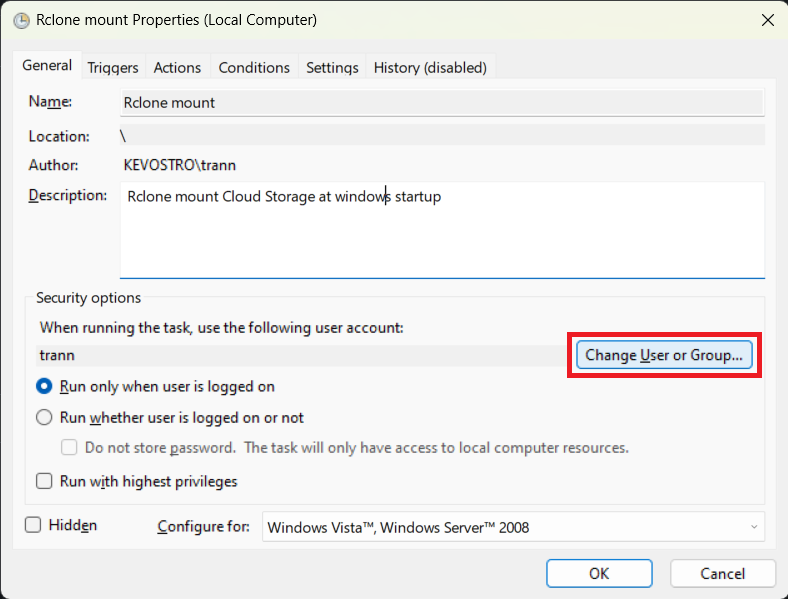 Rclone mount Properties (Local Computer)
General Triggers Actions Conditions Settings History (disabled)
Name: Rclone mount
Location: \
Author: KEVOSTRO\trann
Description: Rclone mount Cloud Storage at windows startup
Security options
When running the task, use the following user account:
trann Change User or Group...
Run only when user is logged on
Run whether user is logged on or not
Do not store password. The task will only have access to local computer resources.
Run with highest privileges
Hidden Configure for: Windows Vista™, Windows Server™ 2008
OK Cancel